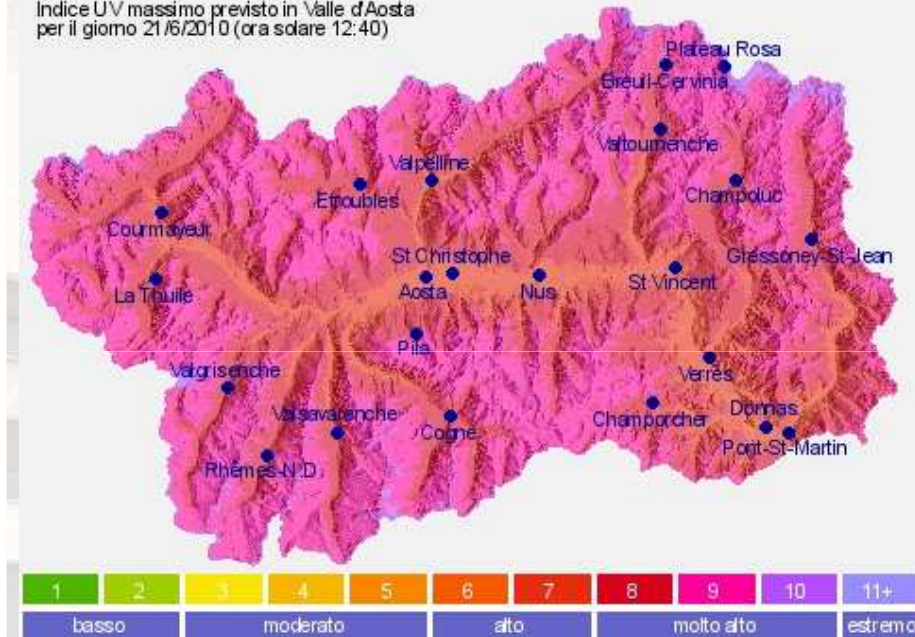 Indice UV massimo previsto in Valle d'Aosta
per il giorno 21/6/2010 (ora solare 12:40)
Plateau Rosa
Breuil-Cervinia
Valtournenche
Valpelline
Etroubles
Champoluc
Courmayeur
St Christophe
Gressoney-St-Jean
La Thuile
Aosta
Nus
St Vincent
Pila
Valgrisenche
Verres
Valsavarenche
Cogne
Champorcher
Donnas
Pont-St-Martin
Rhemes-N.D
1 2 3 4 5 6 7 8 9 10 11+
basso moderato alto molto alto estremo